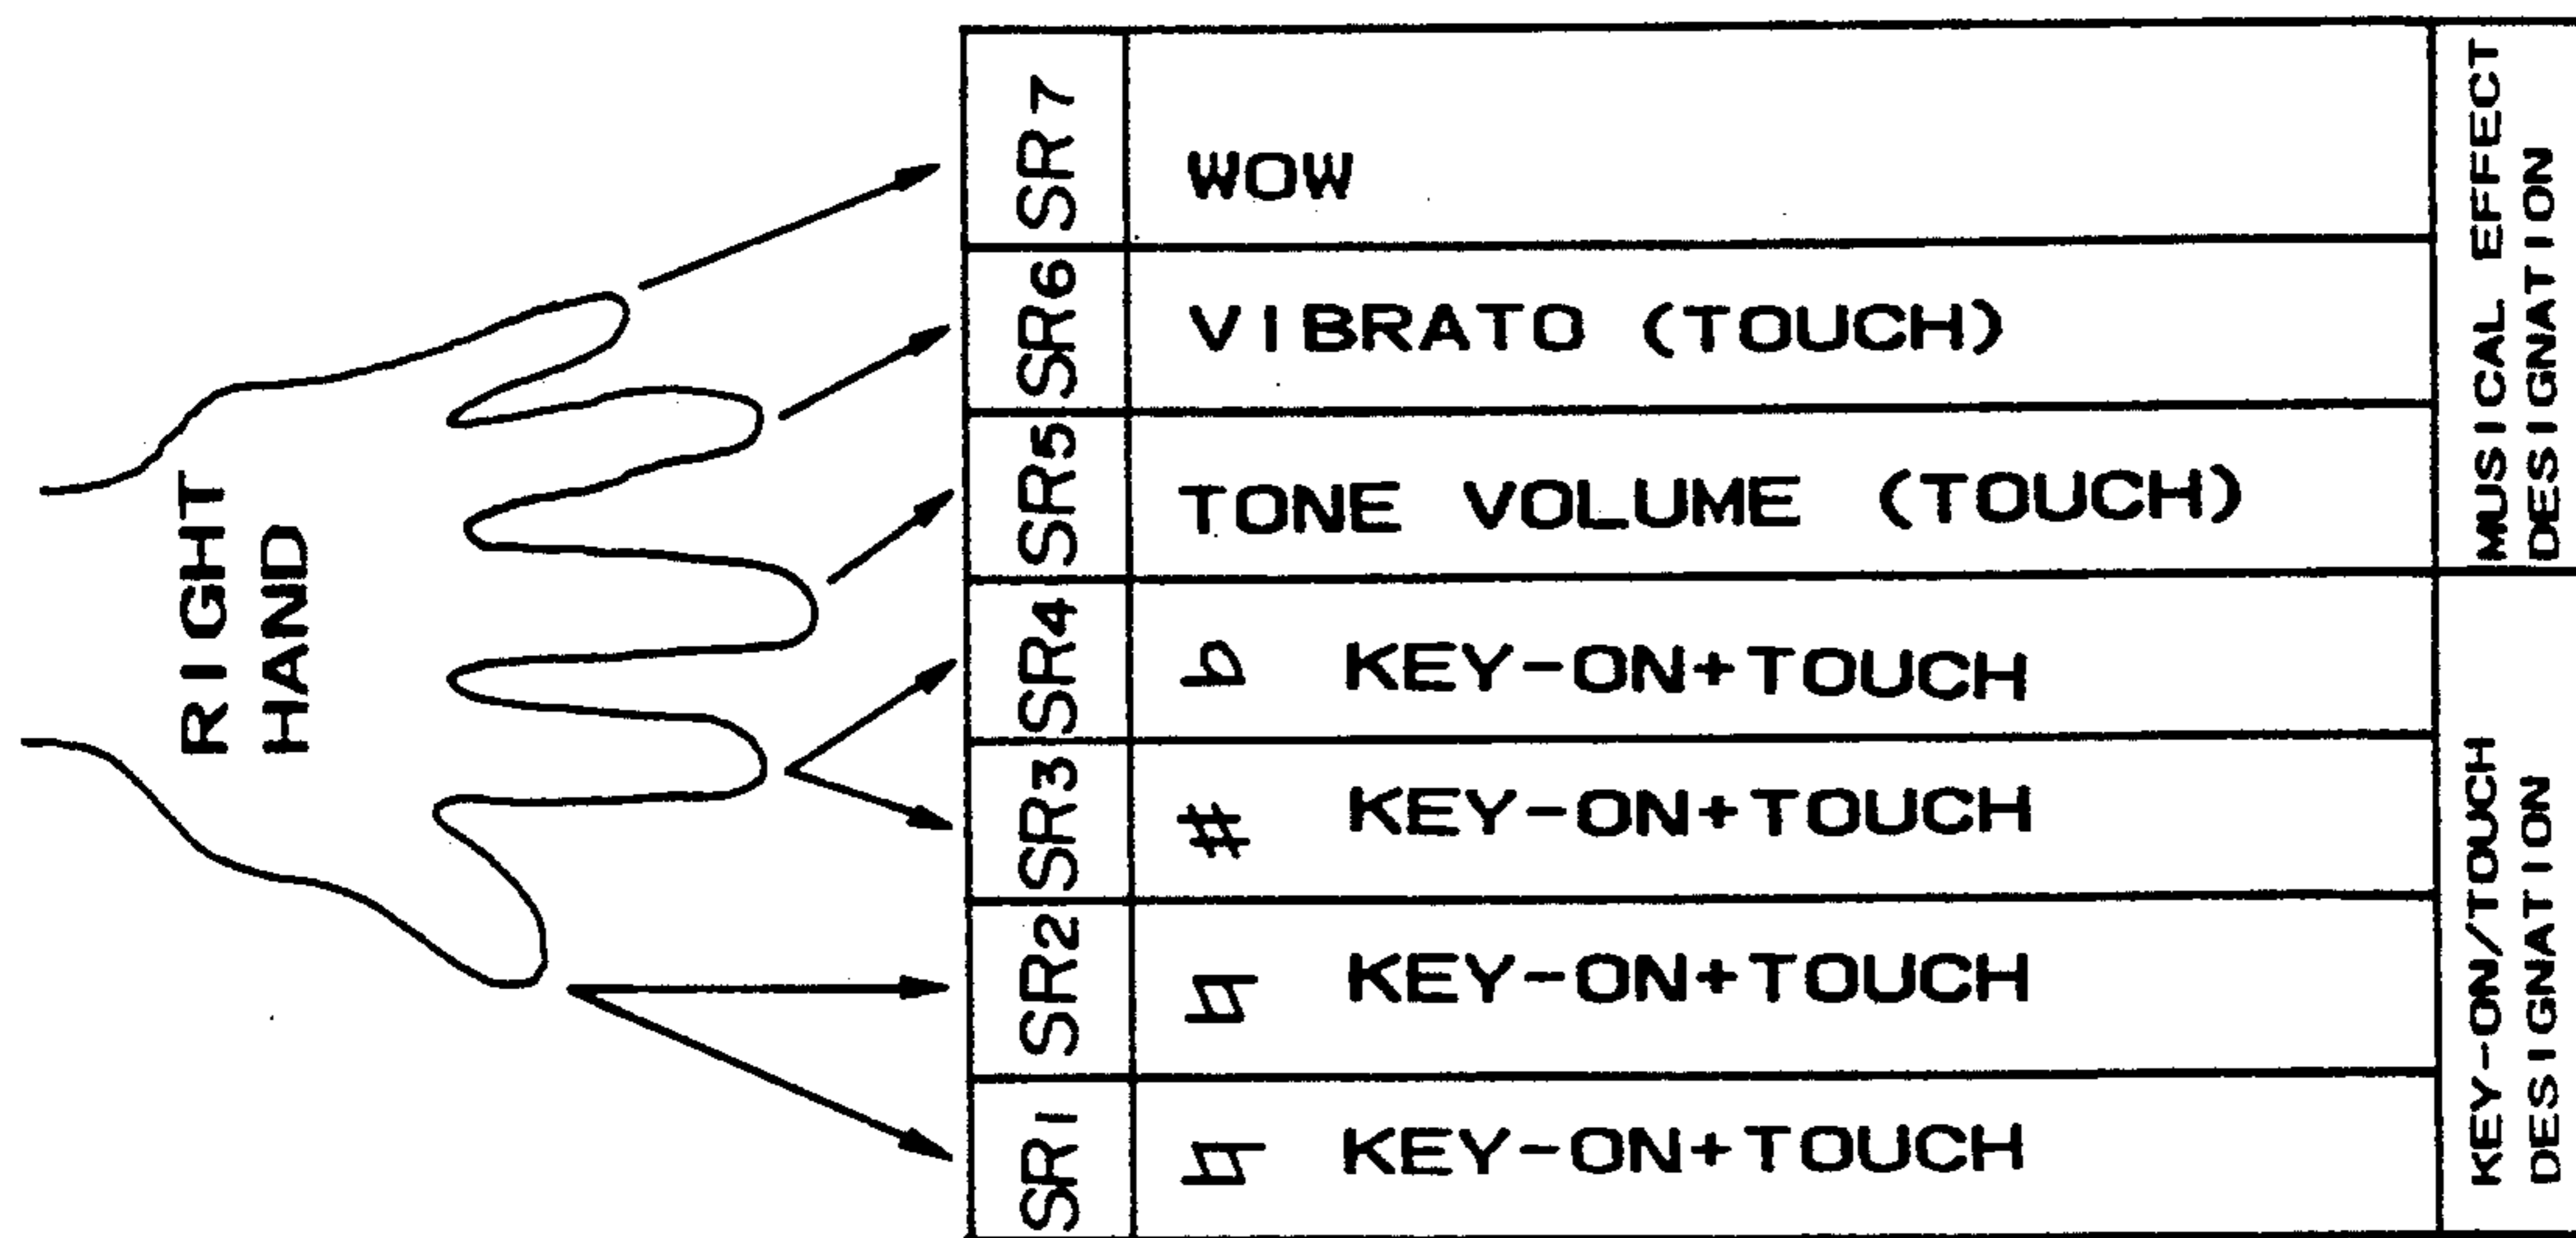 RIGHT
HAND
SR7
WOW
SR6
VIBRATO (TOUCH)
SR5
TONE VOLUME (TOUCH)
MUSICAL EFFECT
DESIGNATION
SR4
♭ KEY-ON+TOUCH
SR3
# KEY-ON+TOUCH
SR2
♮ KEY-ON+TOUCH
SR1
♮ KEY-ON+TOUCH
KEY-ON/TOUCH
DESIGNATION